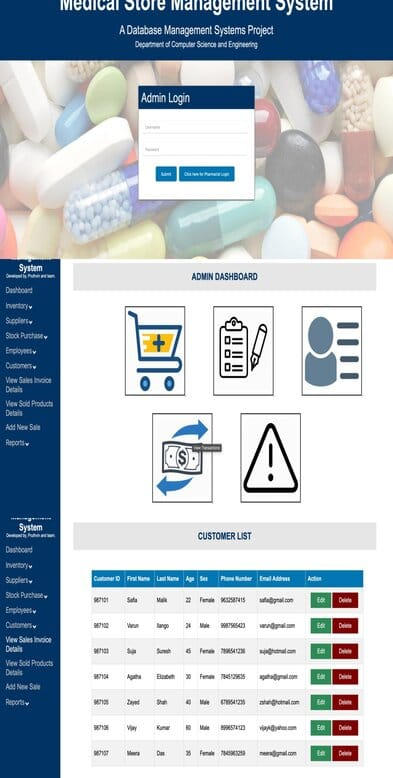 Medical Store Management System
A Database Management Systems Project
Department of Computer Science and Engineering
Admin Login
Username
Password
Submit
Click here for Pharmacist Login
Management
System
Developed by, Pruthvin and team.
Dashboard
Inventory
Suppliers
Stock Purchase
Employees
Customers
View Sales Invoice
Details
View Sold Products
Details
Add New Sale
Reports
ADMIN DASHBOARD
View Transactions
Management
System
Developed by, Pruthvin and team.
Dashboard
Inventory
Suppliers
Stock Purchase
Employees
Customers
View Sales Invoice
Details
View Sold Products
Details
Add New Sale
Reports
CUSTOMER LIST
Customer ID First Name Last Name Age Sex Phone Number Email Address Action
987101 Safia Malik 22 Female 9632587415 safia@gmail.com Edit Delete
987102 Varun Ilango 24 Male 9987565423 varun@gmail.com Edit Delete
987103 Suja Suresh 45 Female 7896541236 suja@hotmail.com Edit Delete
987104 Agatha Elizabeth 30 Female 7845129635 agatha@gmail.com Edit Delete
987105 Zayed Shah 40 Male 6789541235 zshah@hotmail.com Edit Delete
987106 Vijay Kumar 60 Male 8996574123 vijayk@yahoo.com Edit Delete
987107 Meera Das 35 Female 7845963259 meera@gmail.com Edit Delete